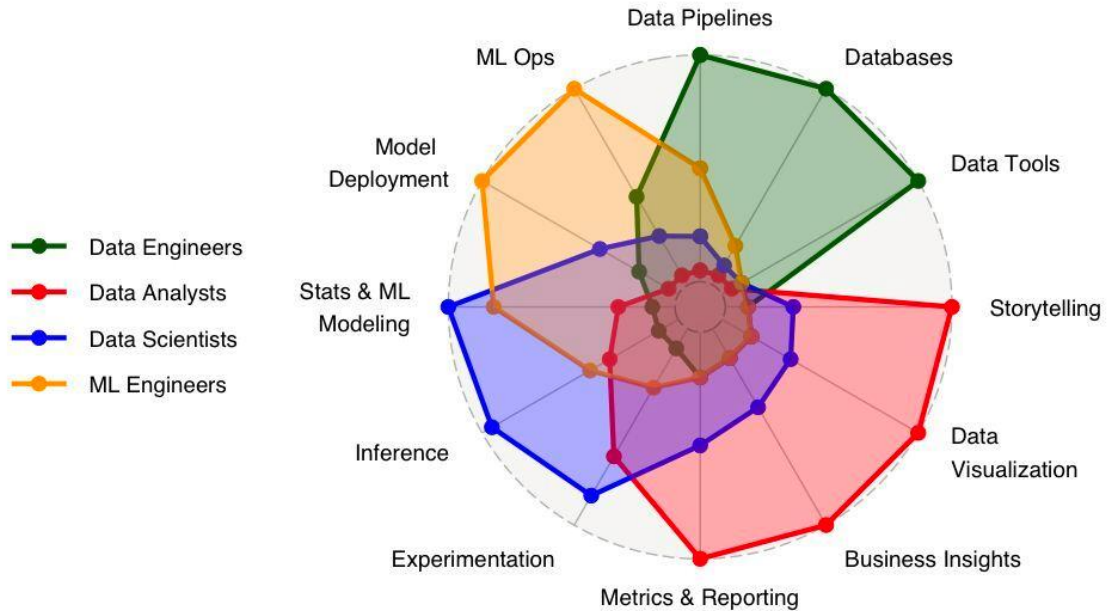 Data Pipelines
ML Ops
Databases
Model
Deployment
Data Tools
Data Engineers
Data Analysts
Data Scientists
ML Engineers
Stats & ML
Modeling
Storytelling
Inference
Data
Visualization
Experimentation
Business Insights
Metrics & Reporting